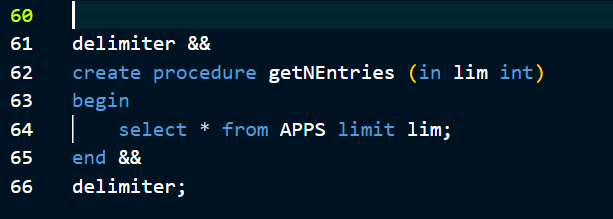 60
61 delimiter &&
62 create procedure getNEntries (in lim int)
63 begin
64     select * from APPS limit lim;
65 end &&
66 delimiter;